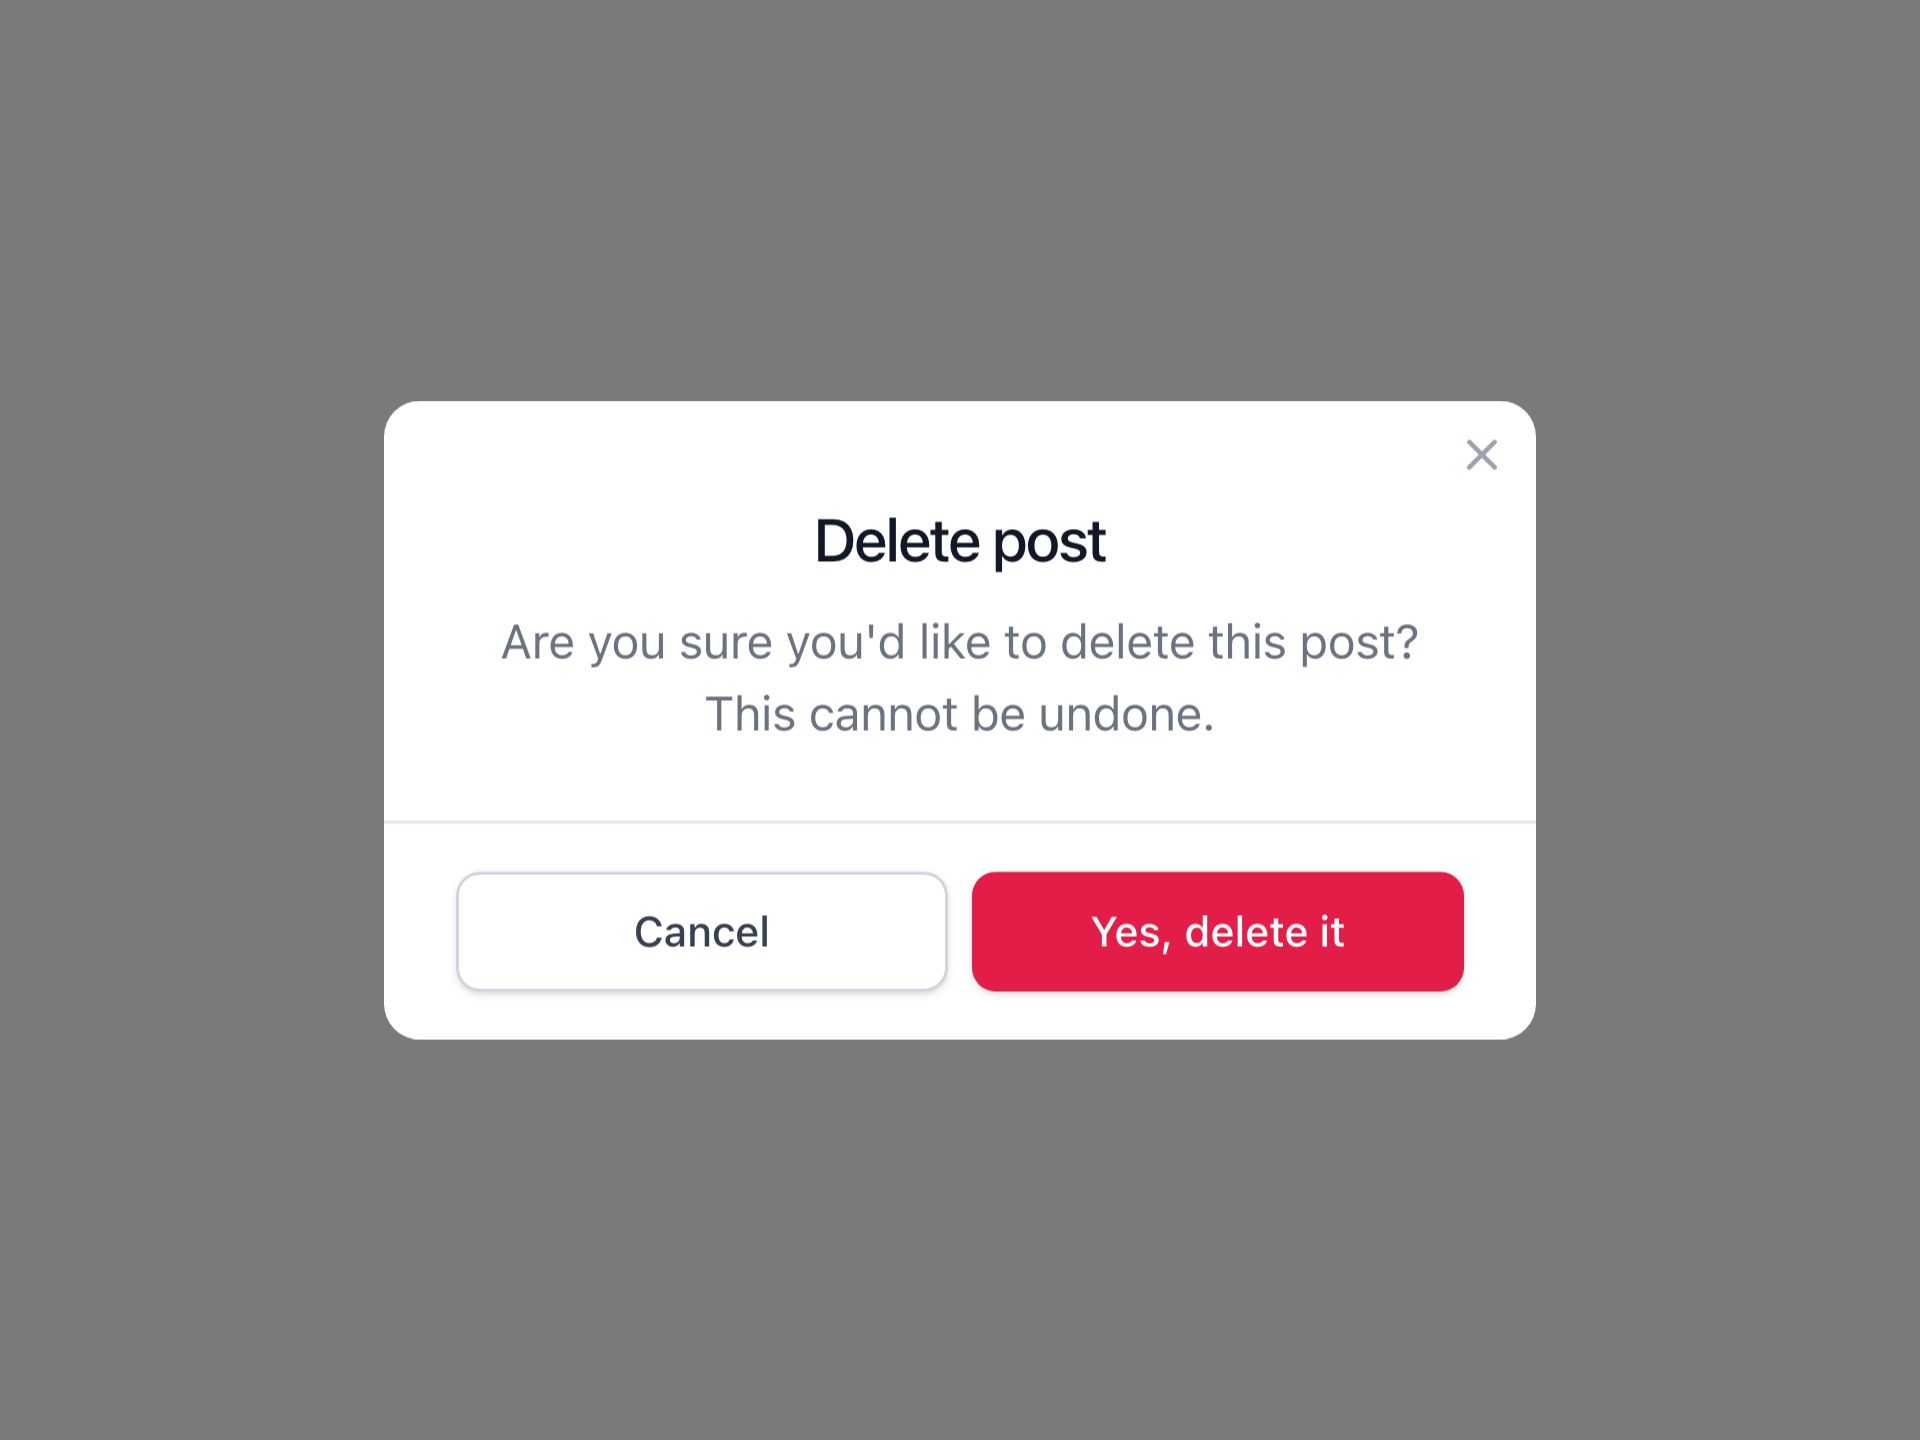 Delete post
Are you sure you'd like to delete this post?
This cannot be undone.
Cancel
Yes, delete it